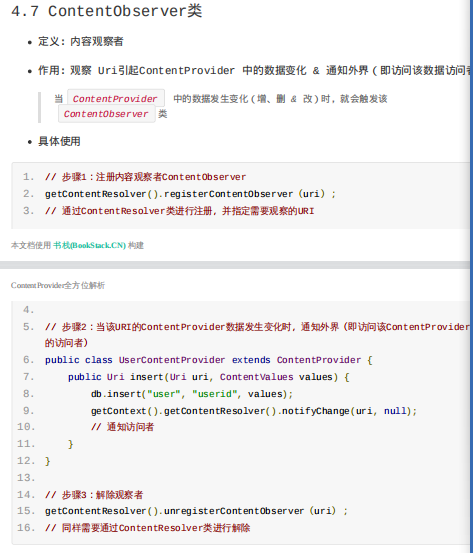 4.7 ContentObserver类
• 定义：内容观察者
• 作用：观察 Uri引起ContentProvider 中的数据变化 & 通知外界（即访问该数据访问
当 ContentProvider 中的数据发生变化（增、删 & 改）时，就会触发该
ContentObserver 类
• 具体使用
1. // 步骤1：注册内容观察者ContentObserver
2. getContentResolver().registerContentObserver（uri）;
3. // 通过ContentResolver类进行注册，并指定需要观察的URI
本文档使用 书栈(BookStack.CN) 构建
ContentProvider全方位解析
4.
5. // 步骤2：当该URI的ContentProvider数据发生变化时，通知外界（即访问该ContentProvider
的访问者）
6. public class UserContentProvider extends ContentProvider {
7. public Uri insert(Uri uri, ContentValues values) {
8. db.insert("user", "userid", values);
9. getContext().getContentResolver().notifyChange(uri, null);
10. // 通知访问者
11. }
12. }
13.
14. // 步骤3：解除观察者
15. getContentResolver().unregisterContentObserver（uri）;
16. // 同样需要通过ContentResolver类进行解除